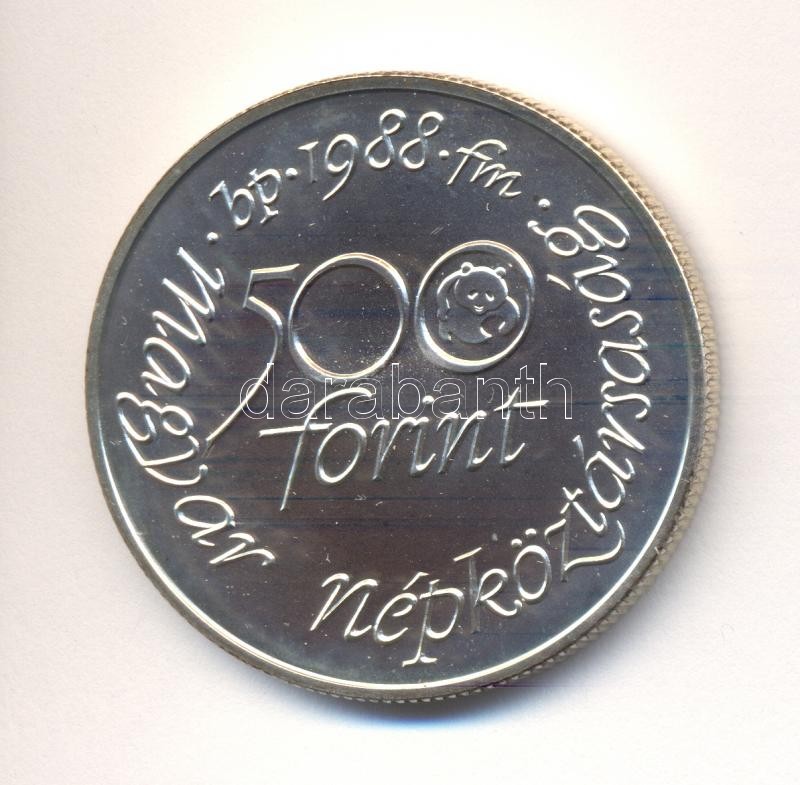 bp · 1988 · fm ·
Magyar népköztársaság ·
500
forint
darabanth